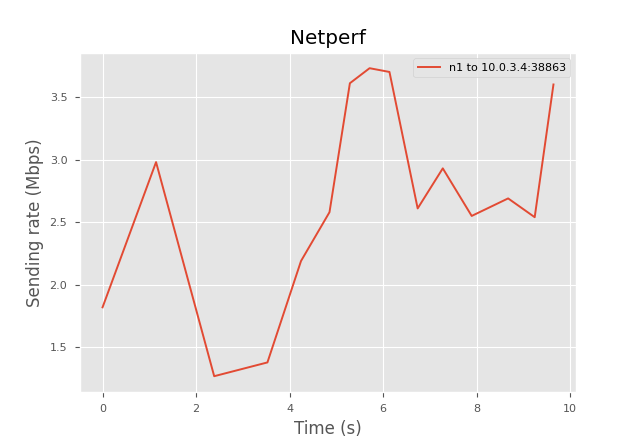 Netperf
n1 to 10.0.3.4:38863
Sending rate (Mbps)
3.5
3.0
2.5
2.0
1.5
0 2 4 6 8 10
Time (s)